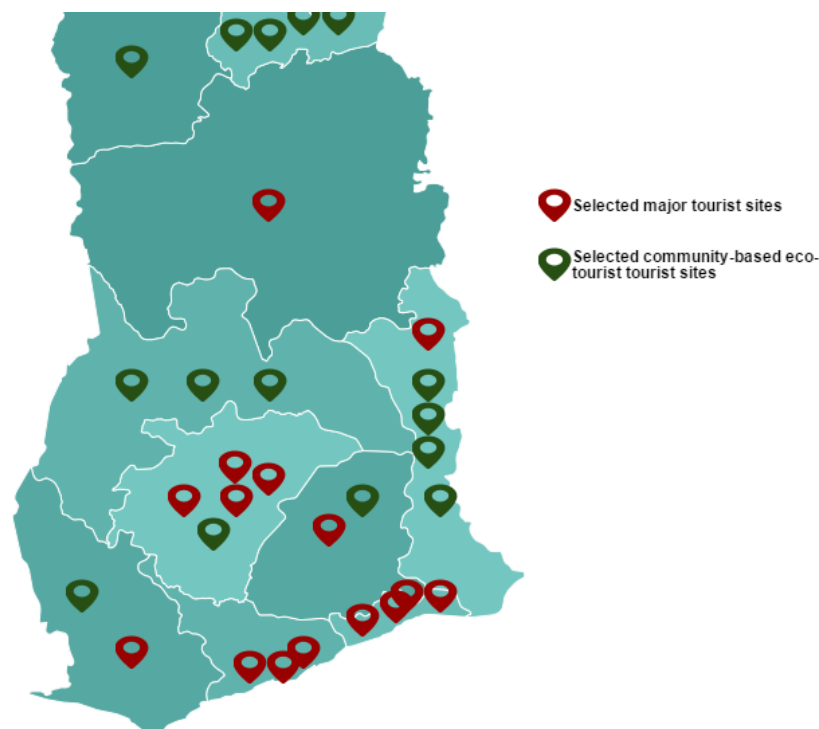 Selected major tourist sites
Selected community-based eco-
tourist tourist sites